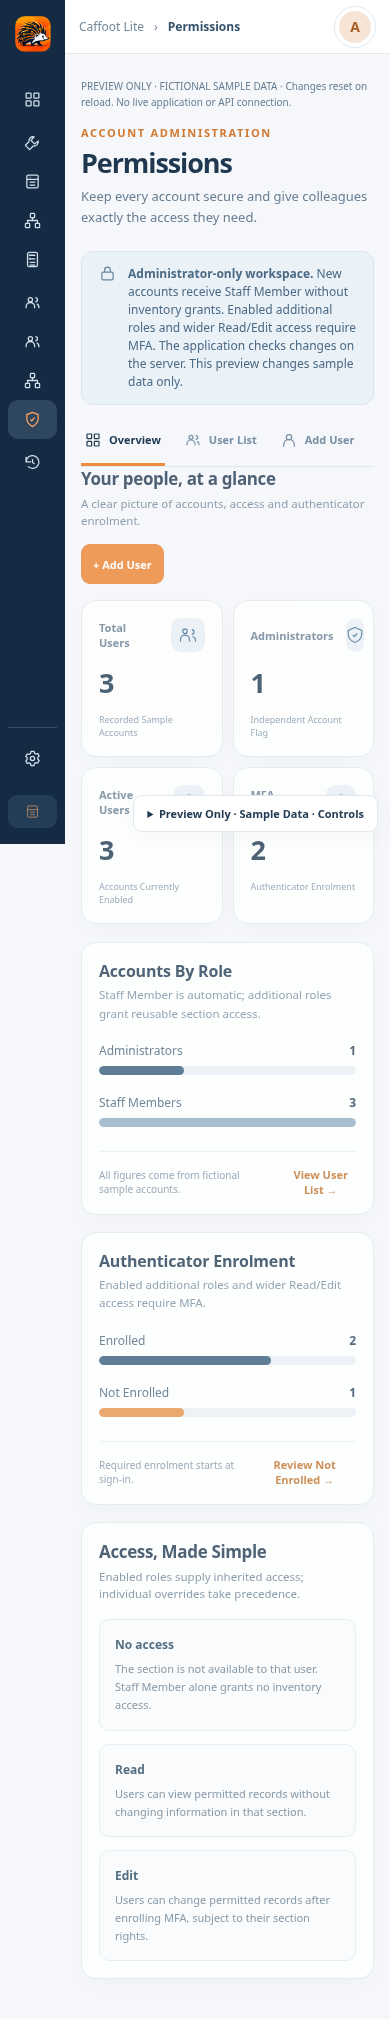 Caffoot Lite › Permissions
A
PREVIEW ONLY · FICTIONAL SAMPLE DATA · Changes reset on
reload. No live application or API connection.
ACCOUNT ADMINISTRATION
Permissions
Keep every account secure and give colleagues
exactly the access they need.
Administrator-only workspace. New
accounts receive Staff Member without
inventory grants. Enabled additional
roles and wider Read/Edit access require
MFA. The application checks changes on
the server. This preview changes sample
data only.
Overview User List Add User
Your people, at a glance
A clear picture of accounts, access and authenticator
enrolment.
+ Add User
Total
Users
3
Recorded Sample
Accounts
Administrators
1
Independent Account
Flag
Active
Users
3
Accounts Currently
Enabled
MFA
2
Authenticator Enrolment
▶ Preview Only · Sample Data · Controls
Accounts By Role
Staff Member is automatic; additional roles
grant reusable section access.
Administrators 1
Staff Members 3
All figures come from fictional
sample accounts.
View User
List →
Authenticator Enrolment
Enabled additional roles and wider Read/Edit
access require MFA.
Enrolled 2
Not Enrolled 1
Required enrolment starts at
sign-in.
Review Not
Enrolled →
Access, Made Simple
Enabled roles supply inherited access;
individual overrides take precedence.
No access
The section is not available to that user.
Staff Member alone grants no inventory
access.
Read
Users can view permitted records without
changing information in that section.
Edit
Users can change permitted records after
enrolling MFA, subject to their section
rights.